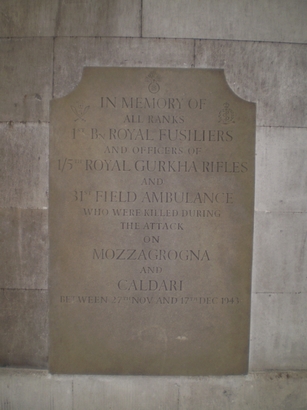 IN MEMORY OF
ALL RANKS
1ST BN ROYAL FUSILIERS
AND OFFICERS OF
1/5TH ROYAL GURKHA RIFLES
AND
31ST FIELD AMBULANCE
WHO WERE KILLED DURING
THE ATTACK
ON
MOZZAGROGNA
AND
CALDARI
BETWEEN 27TH NOV AND 17TH DEC 1943